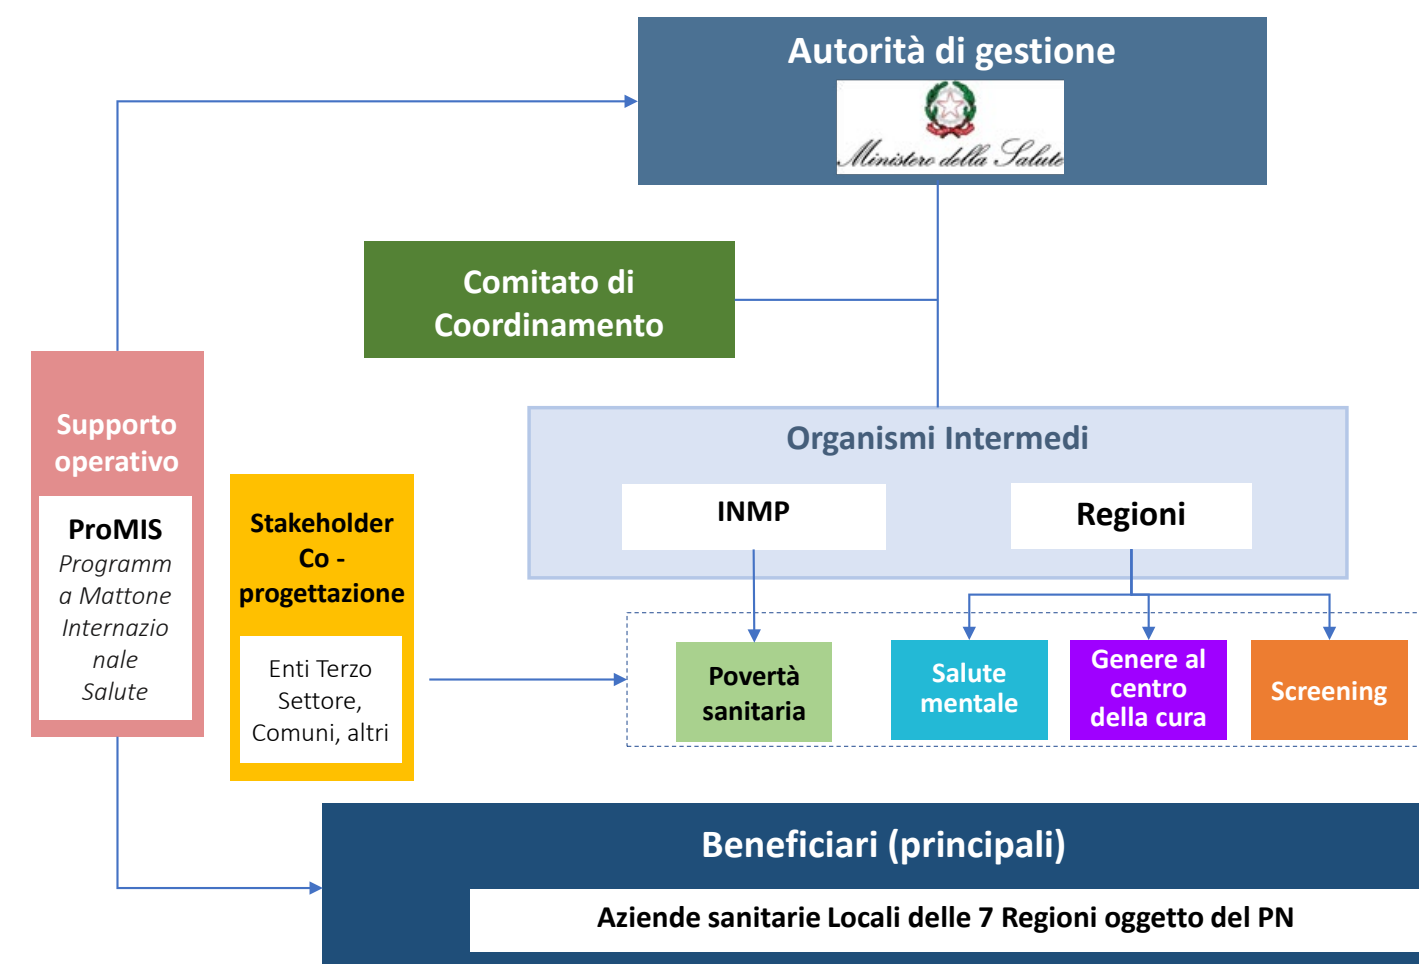 Autorità di gestione
Ministero della Salute
Comitato di
Coordinamento
Supporto
operativo
ProMIS
Programm
a Mattone
Internazio
nale
Salute
Stakeholder
Co -
progettazione
Enti Terzo
Settore,
Comuni, altri
Organismi Intermedi
INMP
Regioni
Povertà
sanitaria
Salute
mentale
Genere al
centro
della cura
Screening
Beneficiari (principali)
Aziende sanitarie Locali delle 7 Regioni oggetto del PN